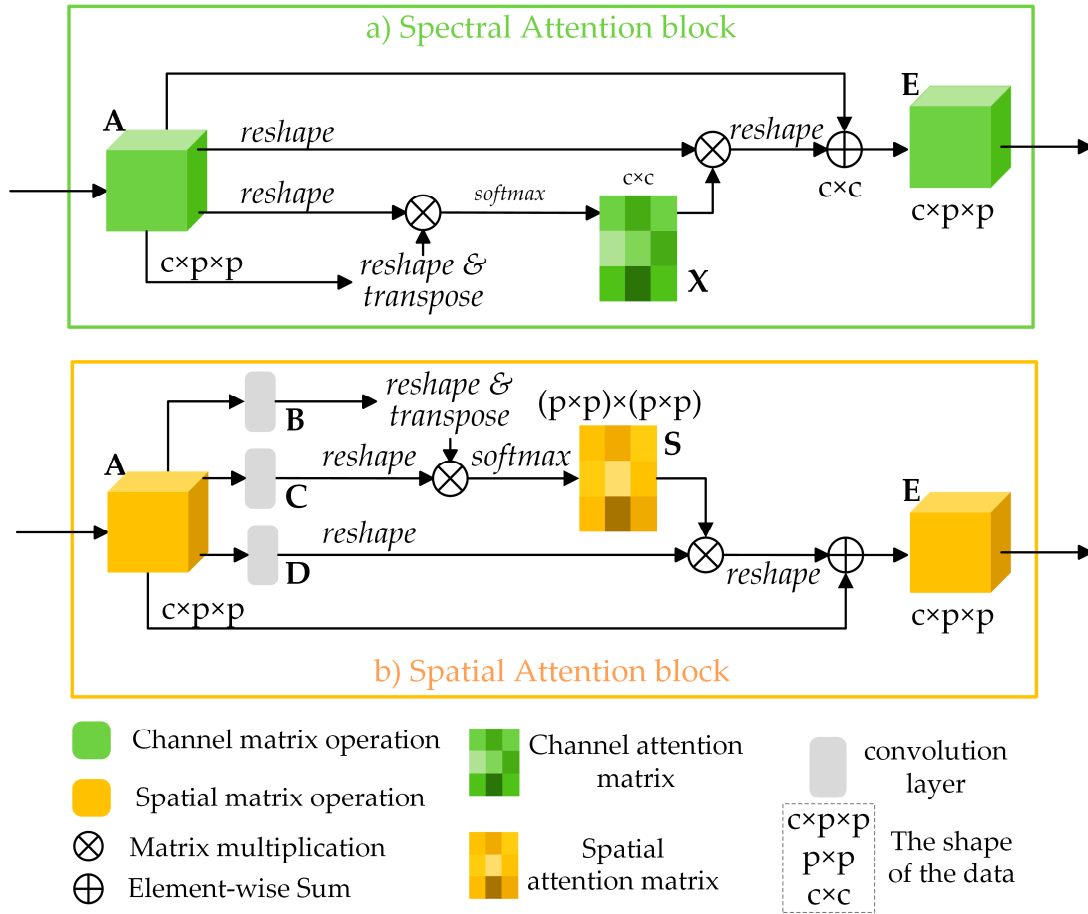 a) Spectral Attention block
A
reshape
reshape
c×p×p
reshape &
transpose
softmax
c×c
X
reshape
c×c
E
c×p×p
A
B
reshape &
transpose
C
reshape
softmax
(p×p)×(p×p)
S
D
reshape
reshape
c×p×p
E
c×p×p
b) Spatial Attention block
Channel matrix operation
Spatial matrix operation
Matrix multiplication
Element-wise Sum
Channel attention
matrix
Spatial
attention matrix
convolution
layer
c×p×p
p×p
c×c
The shape
of the data